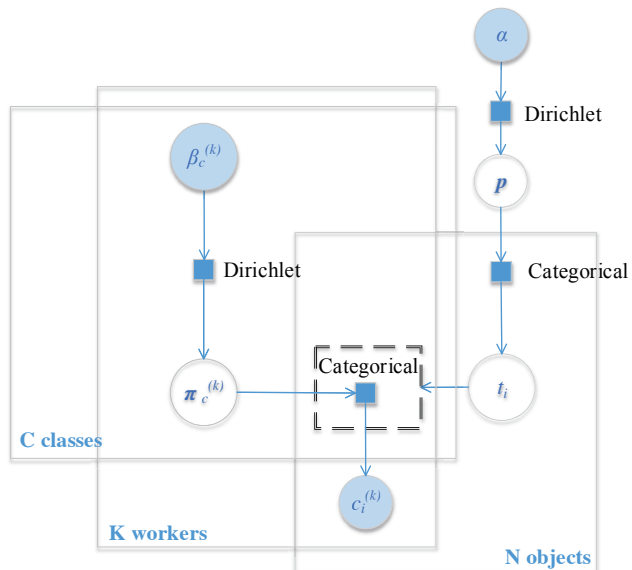 α
Dirichlet
β_c^(k)
p
Dirichlet
Categorical
Categorical
π_c^(k)
t_i
C classes
c_i^(k)
K workers
N objects